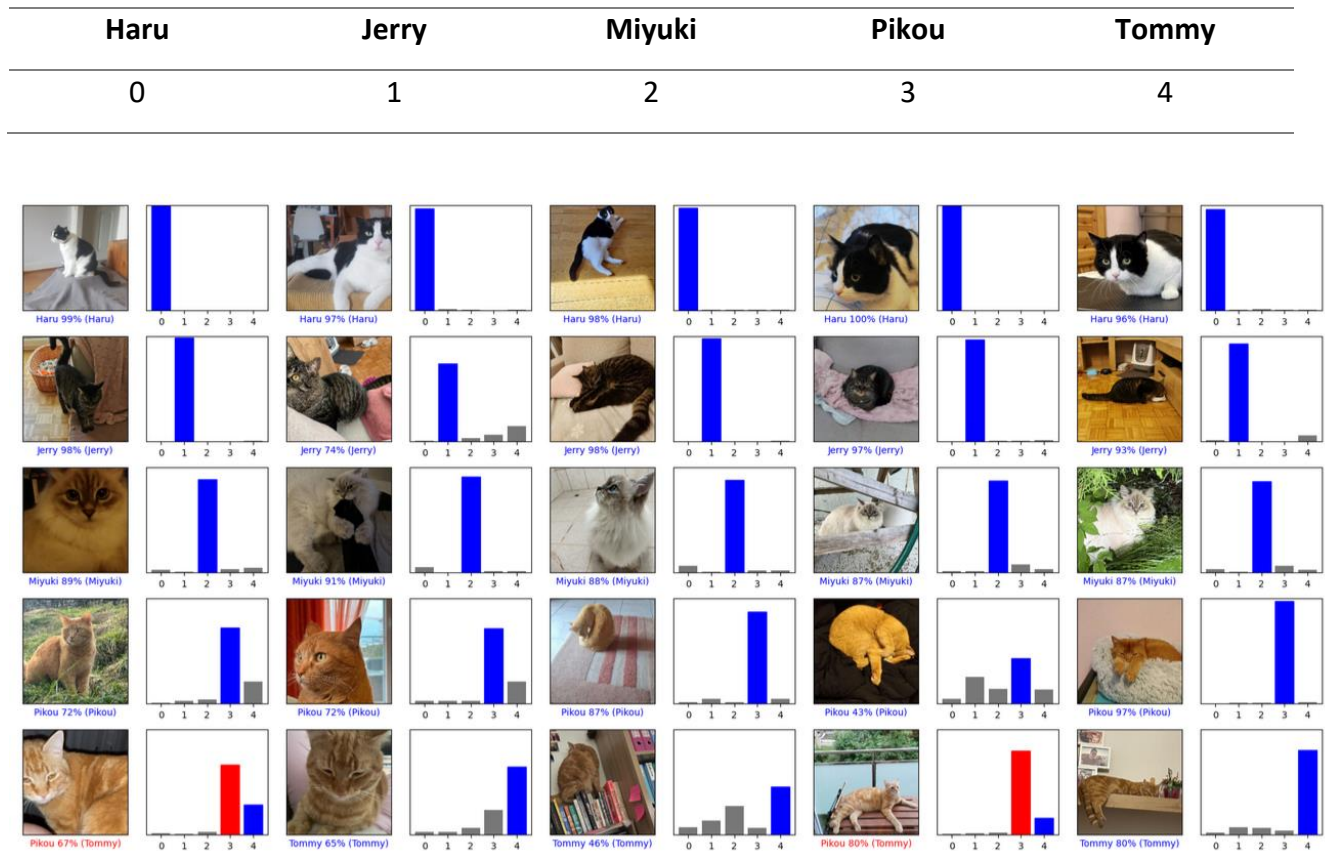 Haru Jerry Miyuki Pikou Tommy
0 1 2 3 4
0 1 2 3 4 0 1 2 3 4 0 1 2 3 4 0 1 2 3 4 0 1 2 3 4
Haru 99% (Haru) Haru 97% (Haru) Haru 98% (Haru) Haru 100% (Haru) Haru 96% (Haru)
0 1 2 3 4 0 1 2 3 4 0 1 2 3 4 0 1 2 3 4 0 1 2 3 4
Jerry 98% (Jerry) Jerry 74% (Jerry) Jerry 98% (Jerry) Jerry 97% (Jerry) Jerry 93% (Jerry)
0 1 2 3 4 0 1 2 3 4 0 1 2 3 4 0 1 2 3 4 0 1 2 3 4
Miyuki 89% (Miyuki) Miyuki 91% (Miyuki) Miyuki 88% (Miyuki) Miyuki 87% (Miyuki) Miyuki 87% (Miyuki)
0 1 2 3 4 0 1 2 3 4 0 1 2 3 4 0 1 2 3 4 0 1 2 3 4
Pikou 72% (Pikou) Pikou 72% (Pikou) Pikou 87% (Pikou) Pikou 43% (Pikou) Pikou 97% (Pikou)
0 1 2 3 4 0 1 2 3 4 0 1 2 3 4 0 1 2 3 4 0 1 2 3 4
Pikou 67% (Tommy) Tommy 65% (Tommy) Tommy 46% (Tommy) Pikou 80% (Tommy) Tommy 80% (Tommy)